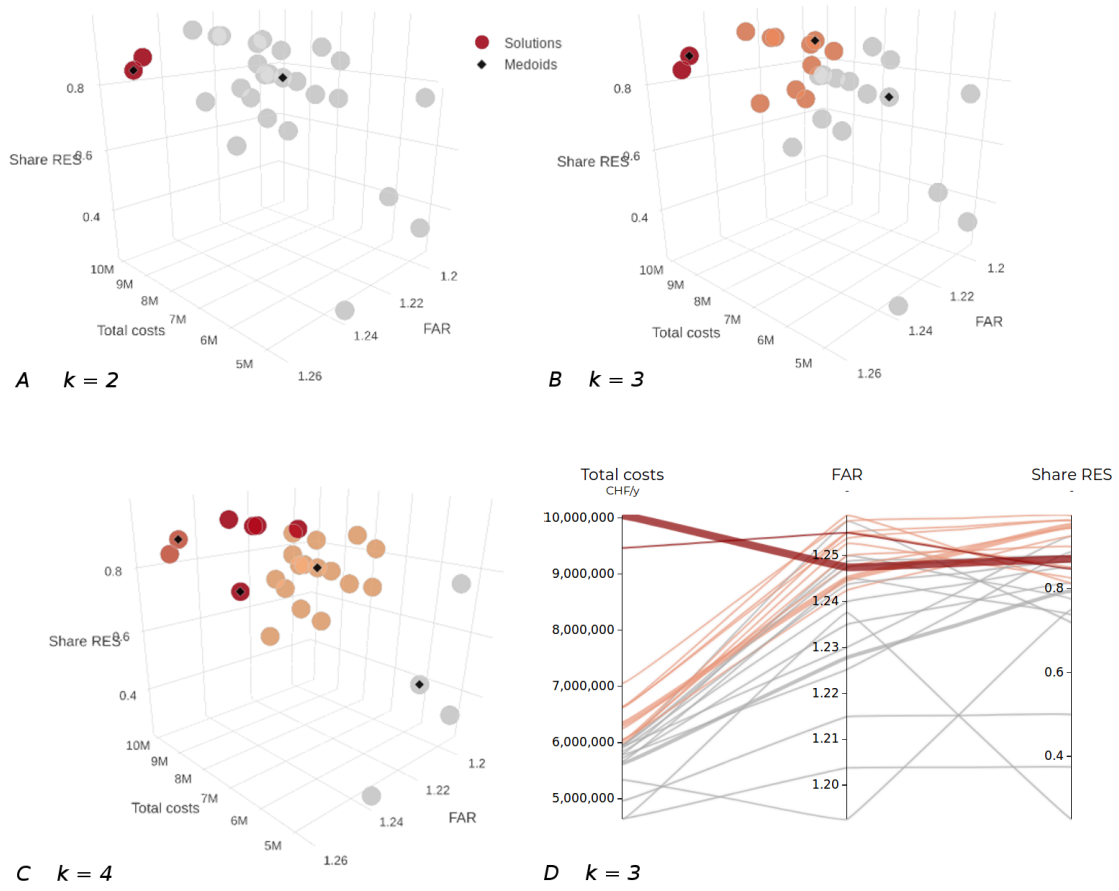 Solutions
Medoids
0.8
Share RES
0.6
0.4
10M
9M
8M
7M
6M
5M
Total costs
1.2
1.22
1.24
1.26
FAR
A k = 2
0.8
Share RES
0.6
0.4
10M
9M
8M
7M
6M
5M
Total costs
1.2
1.22
1.24
1.26
FAR
B k = 3
0.8
Share RES
0.6
0.4
10M
9M
8M
7M
6M
5M
Total costs
1.2
1.22
1.24
1.26
FAR
C k = 4
Total costs
CHF/y
FAR
-
Share RES
-
10,000,000
9,000,000
8,000,000
7,000,000
6,000,000
5,000,000
1.25
1.24
1.23
1.22
1.21
1.20
0.8
0.6
0.4
D k = 3